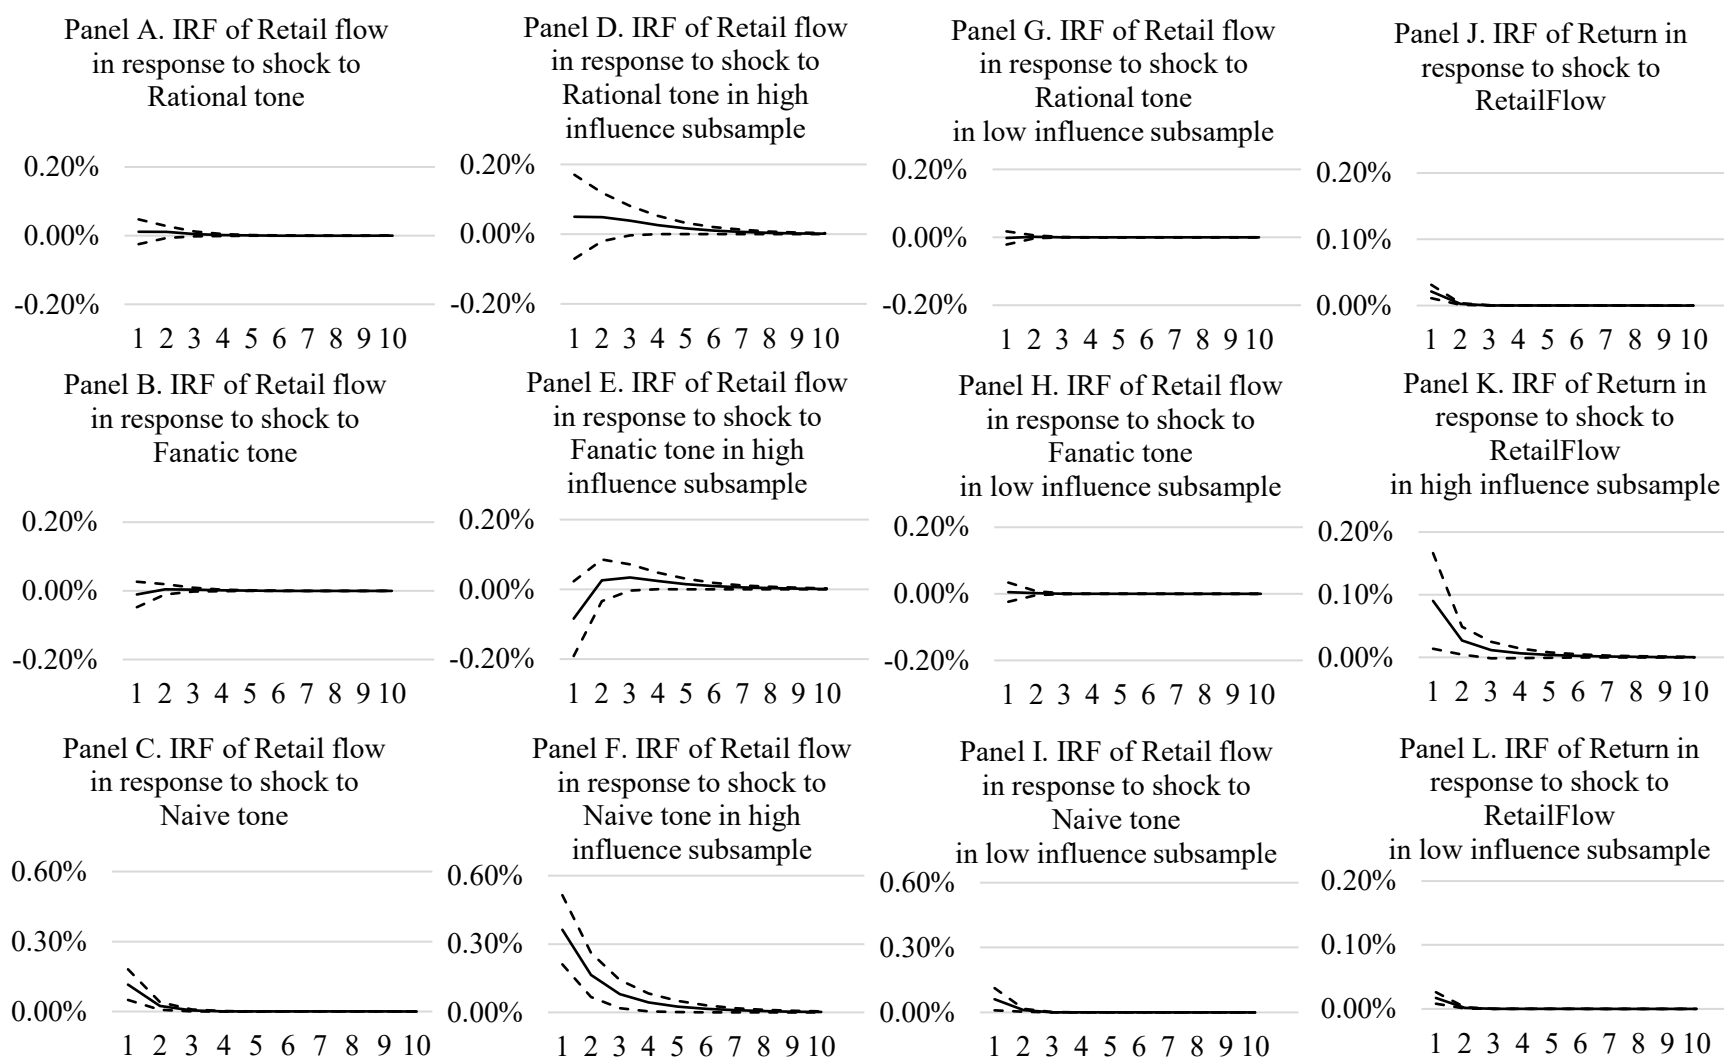 Panel A. IRF of Retail flow
in response to shock to
Rational tone
0.20%
0.00%
-0.20%
1 2 3 4 5 6 7 8 9 10
Panel D. IRF of Retail flow
in response to shock to
Rational tone in high
influence subsample
0.20%
0.00%
-0.20%
1 2 3 4 5 6 7 8 9 10
Panel G. IRF of Retail flow
in response to shock to
Rational tone
in low influence subsample
0.20%
0.00%
-0.20%
1 2 3 4 5 6 7 8 9 10
Panel J. IRF of Return in
response to shock to
RetailFlow
0.20%
0.10%
0.00%
1 2 3 4 5 6 7 8 9 10
Panel B. IRF of Retail flow
in response to shock to
Fanatic tone
0.20%
0.00%
-0.20%
1 2 3 4 5 6 7 8 9 10
Panel E. IRF of Retail flow
in response to shock to
Fanatic tone in high
influence subsample
0.20%
0.00%
-0.20%
1 2 3 4 5 6 7 8 9 10
Panel H. IRF of Retail flow
in response to shock to
Fanatic tone
in low influence subsample
0.20%
0.00%
-0.20%
1 2 3 4 5 6 7 8 9 10
Panel K. IRF of Return in
response to shock to
RetailFlow
in high influence subsample
0.20%
0.10%
0.00%
1 2 3 4 5 6 7 8 9 10
Panel C. IRF of Retail flow
in response to shock to
Naive tone
0.60%
0.30%
0.00%
1 2 3 4 5 6 7 8 9 10
Panel F. IRF of Retail flow
in response to shock to
Naive tone in high
influence subsample
0.60%
0.30%
0.00%
1 2 3 4 5 6 7 8 9 10
Panel I. IRF of Retail flow
in response to shock to
Naive tone
in low influence subsample
0.60%
0.30%
0.00%
1 2 3 4 5 6 7 8 9 10
Panel L. IRF of Return in
response to shock to
RetailFlow
in low influence subsample
0.20%
0.10%
0.00%
1 2 3 4 5 6 7 8 9 10